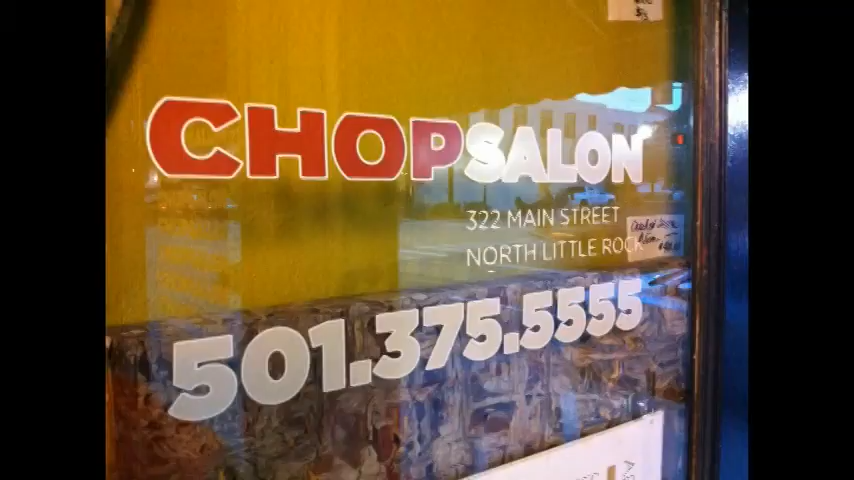 CHOPSALON
322 MAIN STREET
NORTH LITTLE ROCK
501.375.5555